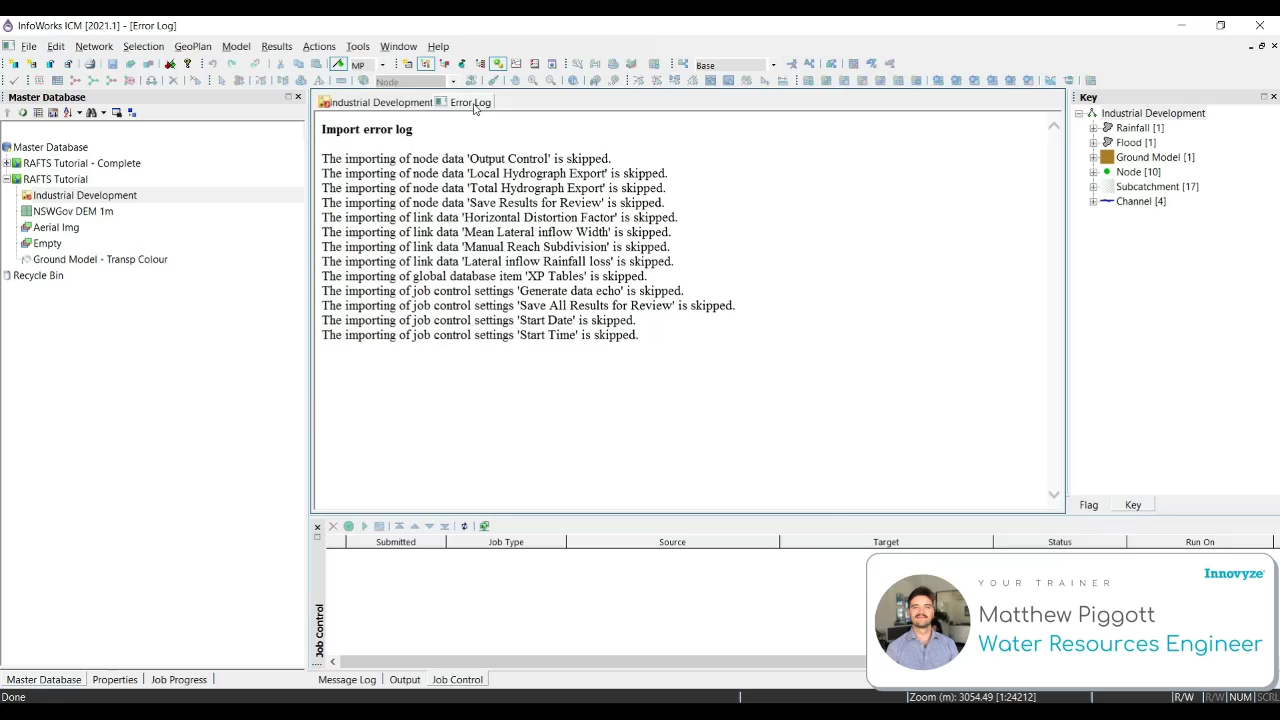 InfoWorks ICM [2021.1] - [Error Log]
File Edit Network Selection GeoPlan Model Results Actions Tools Window Help
MP Base
Node
Master Database
Industrial Development Error Log
Key
Import error log
Industrial Development
Rainfall [1]
Flood [1]
Ground Model [1]
Node [10]
Subcatchment [17]
Channel [4]
Master Database
RAFTS Tutorial - Complete
RAFTS Tutorial
Industrial Development
NSWGov DEM 1m
Aerial Img
Empty
Ground Model - Transp Colour
Recycle Bin
The importing of node data 'Output Control' is skipped.
The importing of node data 'Local Hydrograph Export' is skipped.
The importing of node data 'Total Hydrograph Export' is skipped.
The importing of node data 'Save Results for Review' is skipped.
The importing of link data 'Horizontal Distortion Factor' is skipped.
The importing of link data 'Mean Lateral inflow Width' is skipped.
The importing of link data 'Manual Reach Subdivision' is skipped.
The importing of link data 'Lateral inflow Rainfall loss' is skipped.
The importing of global database item 'XP Tables' is skipped.
The importing of job control settings 'Generate data echo' is skipped.
The importing of job control settings 'Save All Results for Review' is skipped.
The importing of job control settings 'Start Date' is skipped.
The importing of job control settings 'Start Time' is skipped.
Flag Key
Submitted Job Type Source Target Status Run On
Job Control
Innovyze
YOUR TRAINER
Matthew Piggott
Water Resources Engineer
Master Database Properties Job Progress
Message Log Output Job Control
Done
Zoom (m): 3054.49 [1:24212]
R/W R/W NUM SCRL